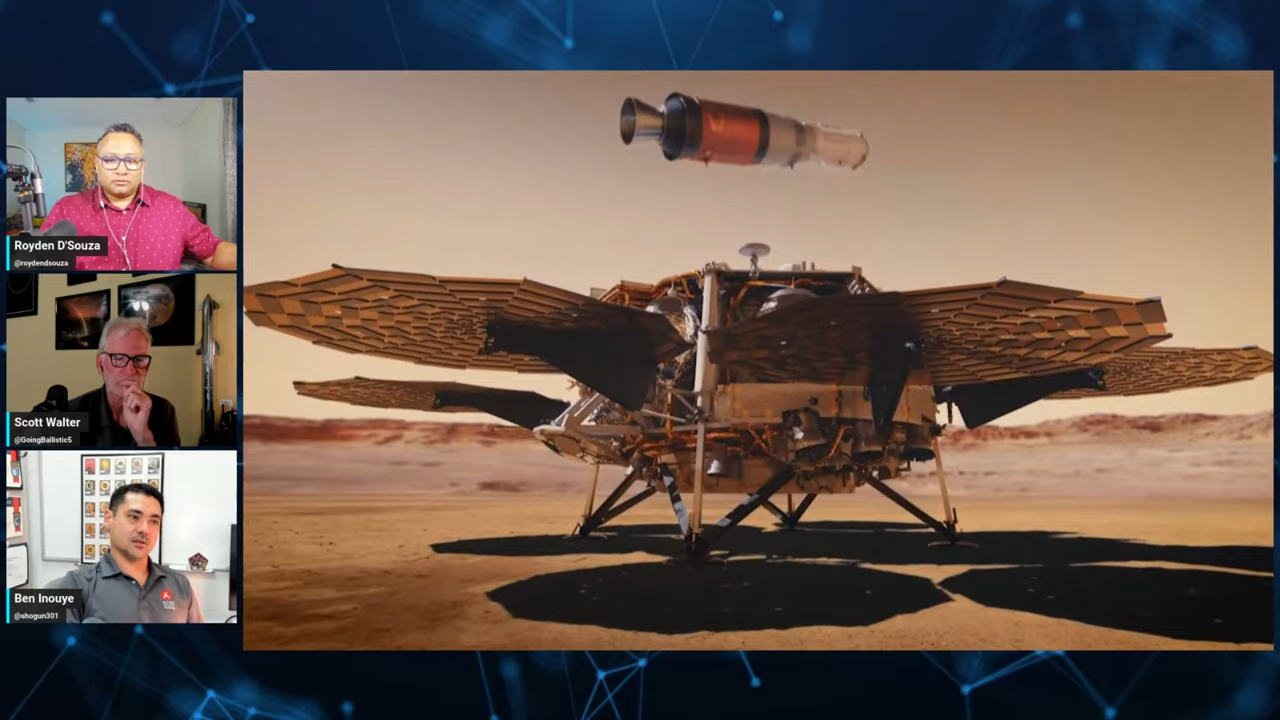 Royden D'Souza
@roydendsouza
Scott Walter
@GoingBallistic5
Ben Inouye
@shogun301